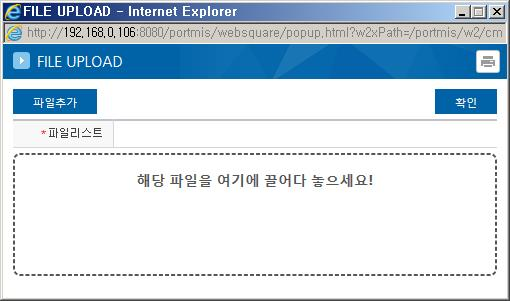 FILE UPLOAD - Internet Explorer
http://192,168,0,106:8080/portmis/websquare/popup,html?w2xPath=/portmis/w2/cm
FILE UPLOAD
파일추가
확인
*파일리스트
해당 파일을 여기에 끌어다 놓으세요!